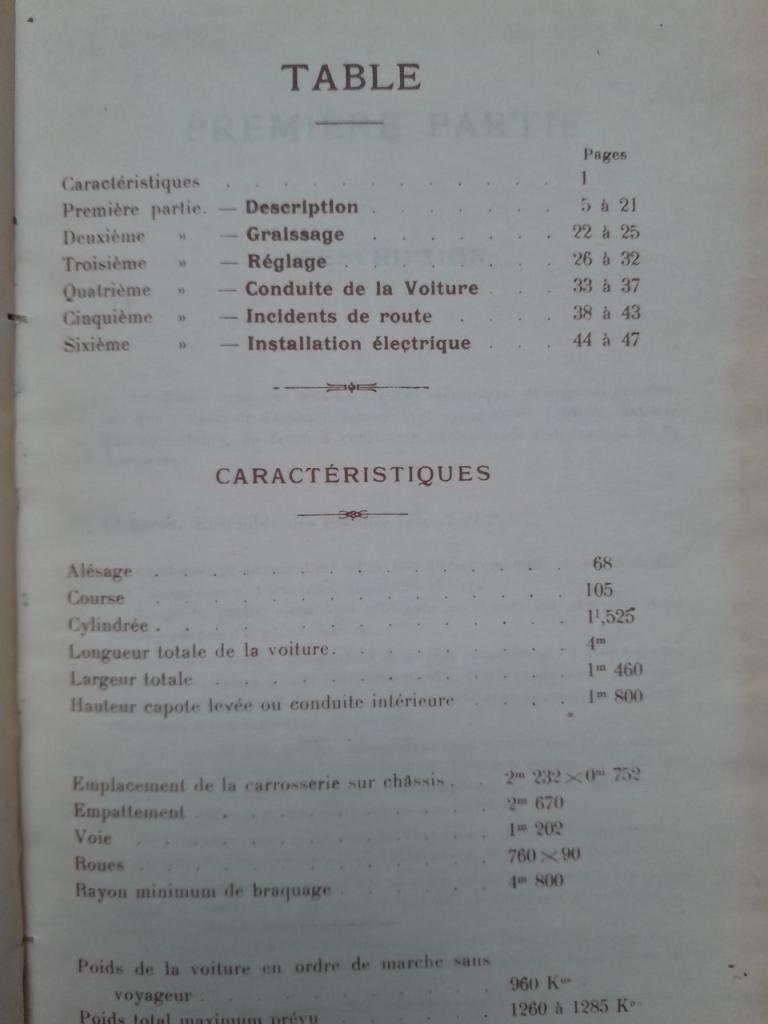 TABLE
Pages
Caractéristiques . . . . . . . . . . . . 1
Première partie. — Description . . . . . . . 5 à 21
Deuxième » — Graissage . . . . . . . 22 à 25
Troisième » — Réglage . . . . . . . . 26 à 32
Quatrième » — Conduite de la Voiture . . . 33 à 37
Cinquième » — Incidents de route . . . . 38 à 43
Sixième » — Installation électrique . . . 44 à 47
CARACTÉRISTIQUES
Alésage . . . . . . . . . . . . . . . 68
Course . . . . . . . . . . . . . . . 105
Cylindrée . . . . . . . . . . . . . . . 1l,525
Longueur totale de la voiture. . . . . . . . . 4m
Largeur totale . . . . . . . . . . . . . 1m 460
Hauteur capote levée ou conduite intérieure . . . . 1m 800
Emplacement de la carrosserie sur châssis . . 2m 232×0m 752
Empattement . . . . . . . . . . . 2m 670
Voie . . . . . . . . . . . . . 1m 202
Roues . . . . . . . . . . . . . 760×90
Rayon minimum de braquage . . . . . 4m 800
Poids de la voiture en ordre de marche sans
voyageur . . . . . . . . . . . 960 Kos
Poids total maximum prévu . . . . . 1260 à 1285 Kos